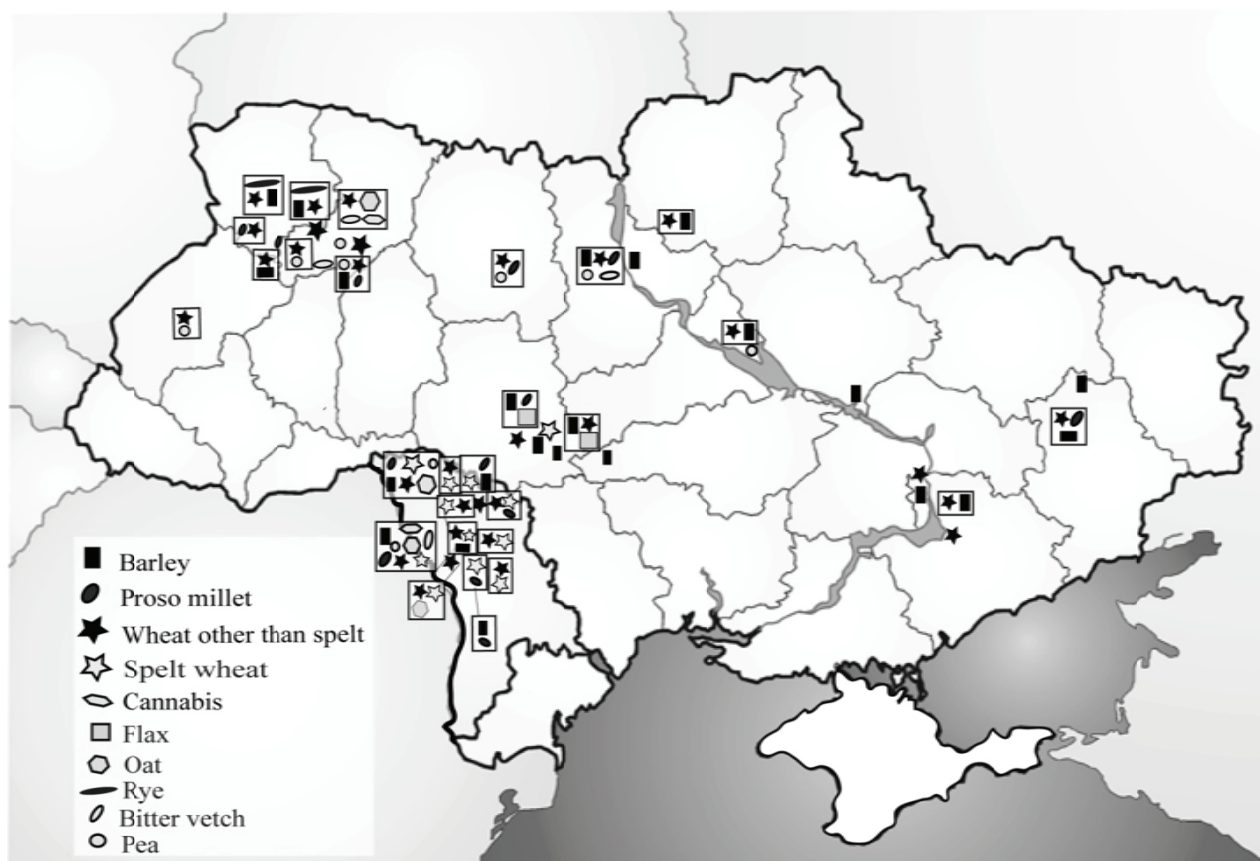 Barley
Proso millet
Wheat other than spelt
Spelt wheat
Cannabis
Flax
Oat
Rye
Bitter vetch
Pea